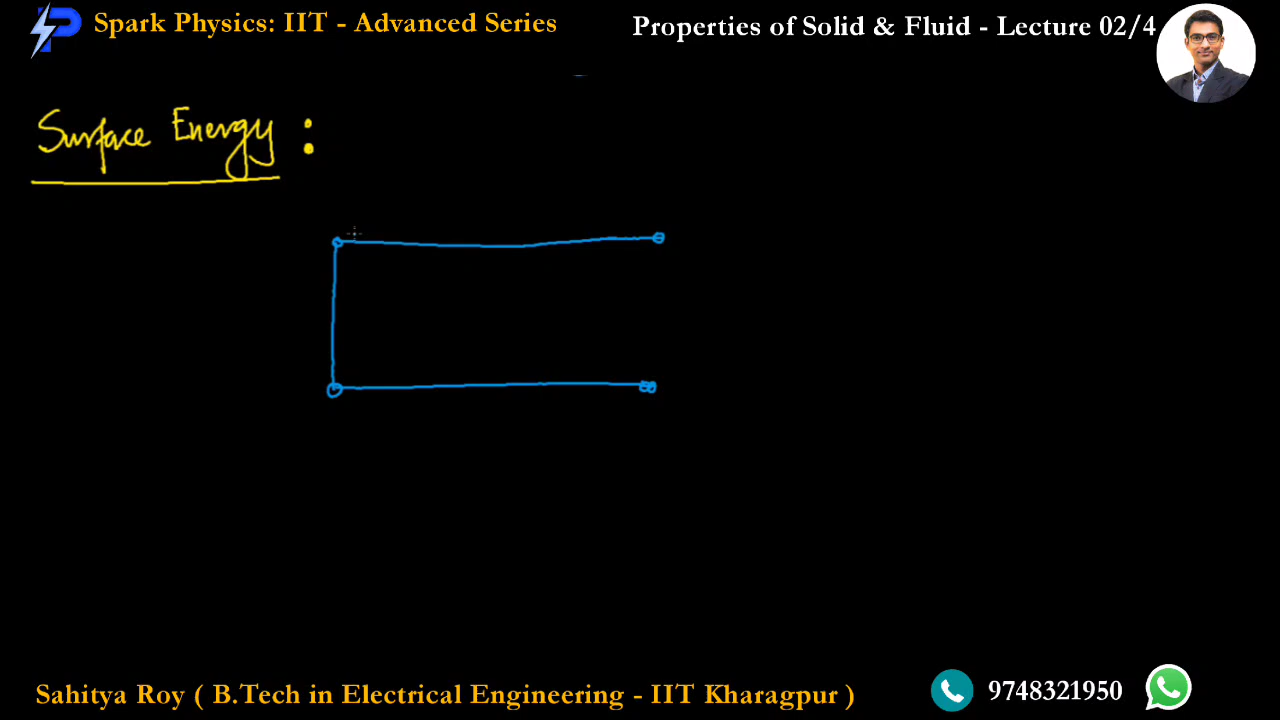 Spark Physics: IIT - Advanced Series
Properties of Solid & Fluid - Lecture 02/4
Surface Energy :
Sahitya Roy ( B.Tech in Electrical Engineering - IIT Kharagpur )
9748321950